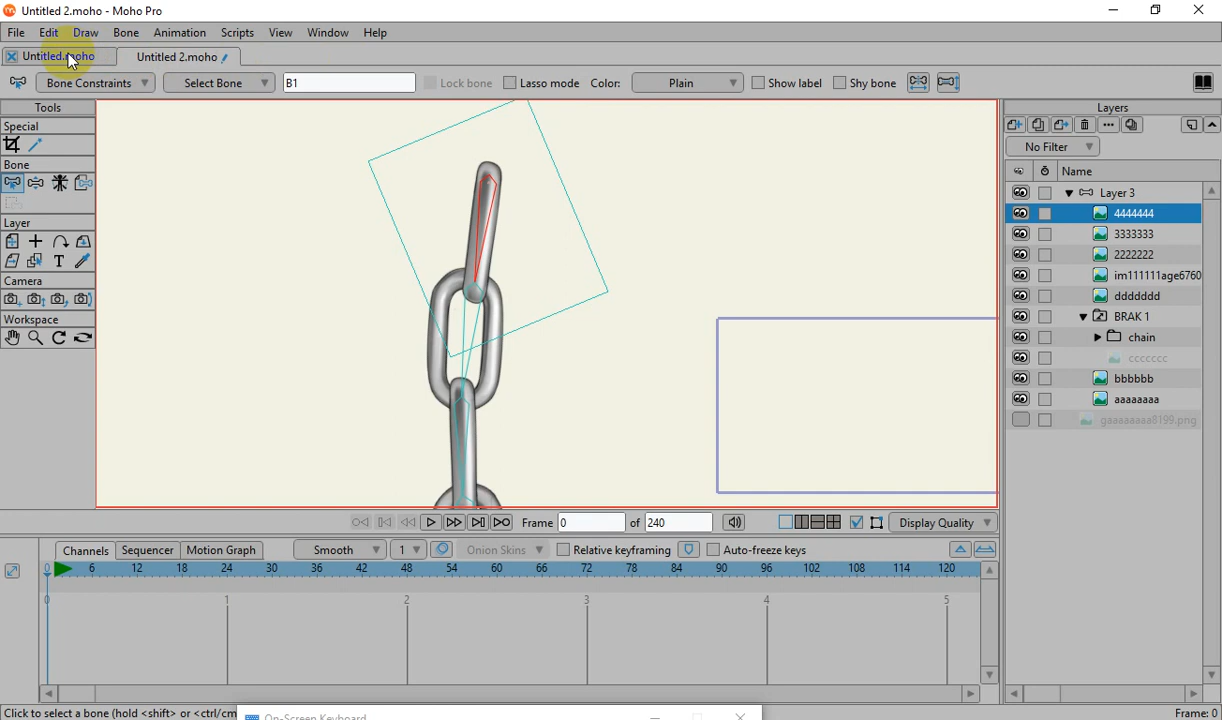 Untitled 2.moho - Moho Pro
File Edit Draw Bone Animation Scripts View Window Help
Untitled.moho Untitled 2.moho
Bone Constraints Select Bone B1 Lock bone Lasso mode Color: Plain Show label Shy bone
Tools
Special
Bone
Layer
T
Camera
Workspace
Layers
No Filter
Name
Layer 3
4444444
3333333
2222222
im111111age6760
ddddddd
BRAK 1
chain
ccccccc
bbbbbb
aaaaaaaa
gaaaaaaaa8199.png
Frame 0 of 240 Display Quality
Channels Sequencer Motion Graph Smooth 1 Onion Skins Relative keyframing Auto-freeze keys
0 6 12 18 24 30 36 42 48 54 60 66 72 78 84 90 96 102 108 114 120
0 1 2 3 4 5
Click to select a bone (hold <shift> or <ctrl/cm
On-Screen Keyboard
Frame: 0